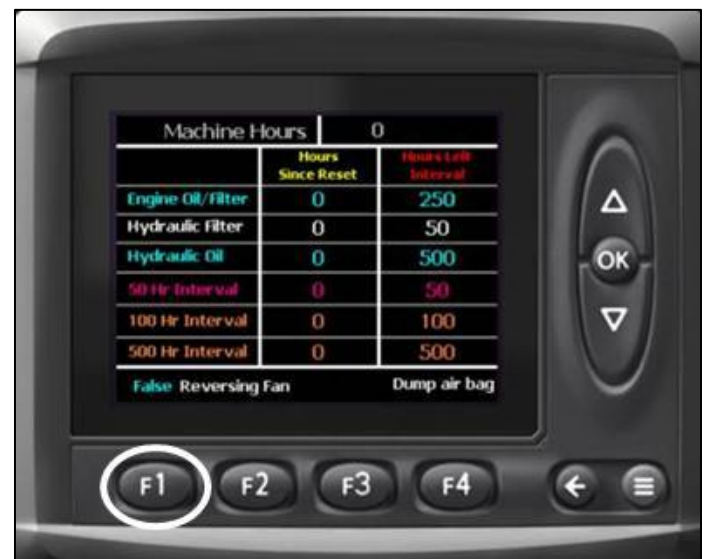 Machine Hours 0
Hours Since Reset Hours Left Interval
Engine Oil/Filter 0 250
Hydraulic Filter 0 50
Hydraulic Oil 0 500
50 Hr Interval 0 50
100 Hr Interval 0 100
500 Hr Interval 0 500
False Reversing Fan Dump air bag
OK
F1 F2 F3 F4